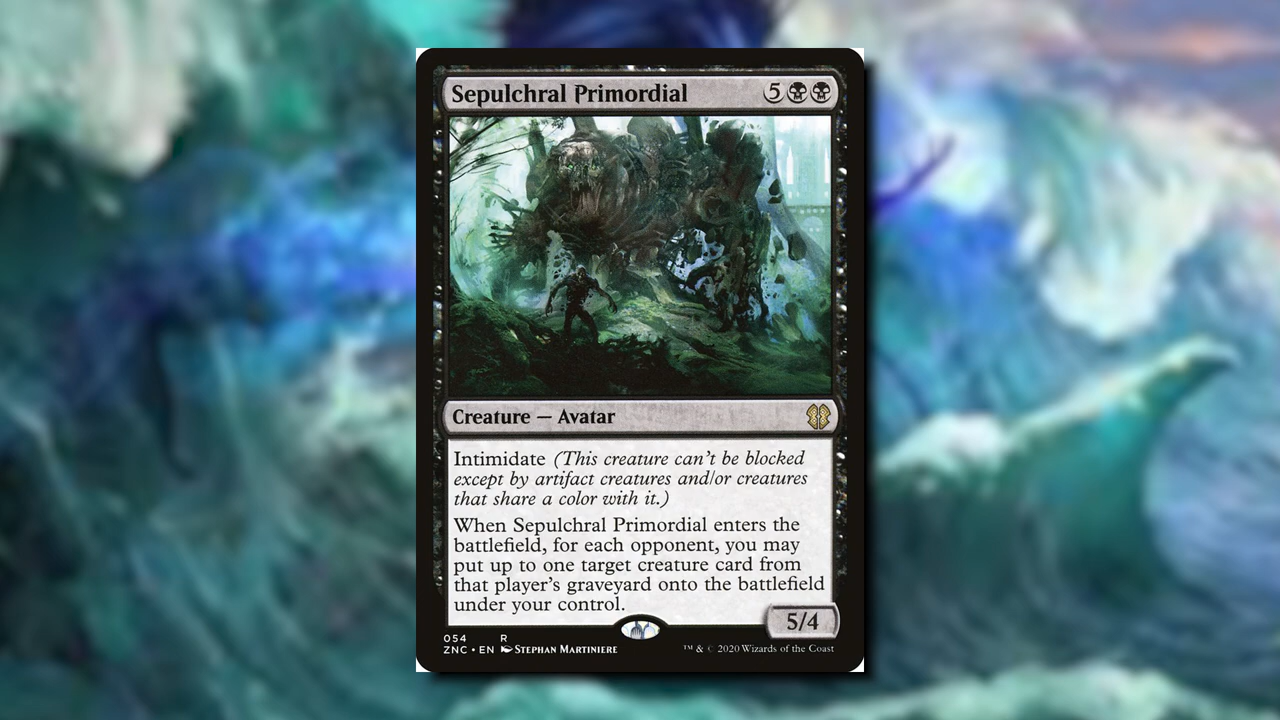 Sepulchral Primordial 5
Creature — Avatar
Intimidate (This creature can't be blocked
except by artifact creatures and/or creatures
that share a color with it.)
When Sepulchral Primordial enters the
battlefield, for each opponent, you may
put up to one target creature card from
that player's graveyard onto the battlefield
under your control.
5/4
054 R
ZNC • EN Stephan Martiniere ™ & © 2020 Wizards of the Coast